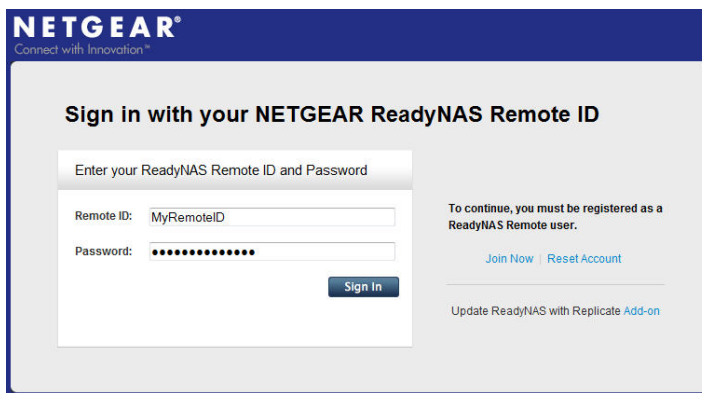 NETGEAR®
Connect with Innovation™
Sign in with your NETGEAR ReadyNAS Remote ID
Enter your ReadyNAS Remote ID and Password
Remote ID: MyRemoteID
Password: ••••••••••••••
Sign In
To continue, you must be registered as a
ReadyNAS Remote user.
Join Now | Reset Account
Update ReadyNAS with Replicate Add-on